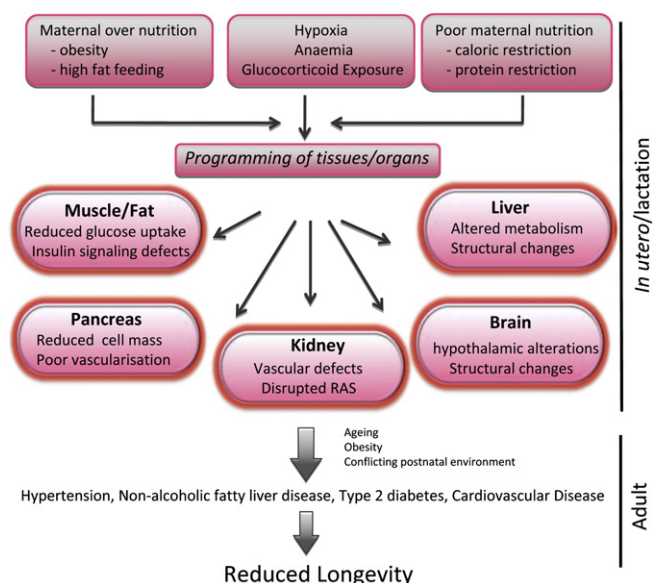 Maternal over nutrition
- obesity
- high fat feeding
Hypoxia
Anaemia
Glucocorticoid Exposure
Poor maternal nutrition
- caloric restriction
- protein restriction
Programming of tissues/organs
Muscle/Fat
Reduced glucose uptake
Insulin signaling defects
Liver
Altered metabolism
Structural changes
Pancreas
Reduced cell mass
Poor vascularisation
Kidney
Vascular defects
Disrupted RAS
Brain
hypothalamic alterations
Structural changes
In utero/lactation
Ageing
Obesity
Conflicting postnatal environment
Hypertension, Non-alcoholic fatty liver disease, Type 2 diabetes, Cardiovascular Disease
Adult
Reduced Longevity